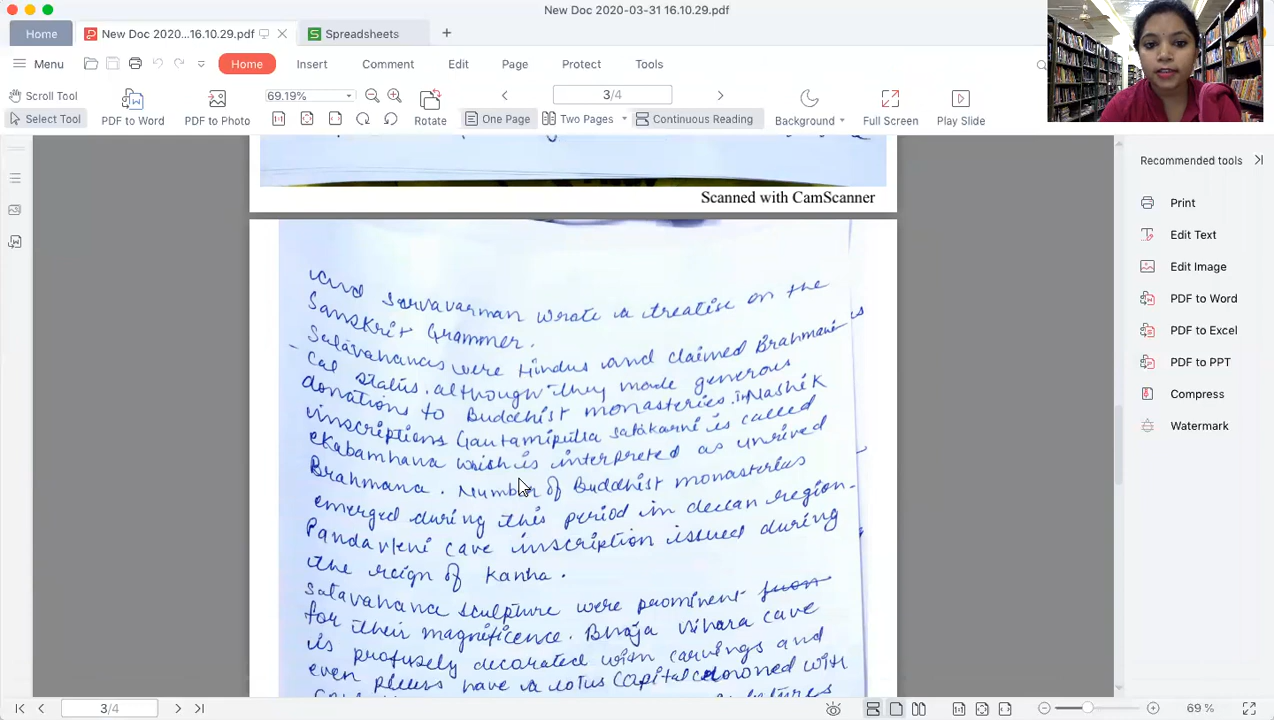 New Doc 2020-03-31 16.10.29.pdf
Home
New Doc 2020...16.10.29.pdf
Spreadsheets
Menu
Home
Insert
Comment
Edit
Page
Protect
Tools
Scroll Tool
Select Tool
PDF to Word
PDF to Photo
69.19%
Rotate
3/4
One Page
Two Pages
Continuous Reading
Background
Full Screen
Play Slide
Recommended tools
Print
Edit Text
Edit Image
PDF to Word
PDF to Excel
PDF to PPT
Compress
Watermark
Scanned with CamScanner
and sarvavarman wrote a treatise on the
Sanskrit Grammer.
- Satavahanas were Hindus and claimed Brahmani
cal status. although they made generous
donations to Buddhist monasteries. in Nashik
inscriptions Gautamiputra satakarni is called
ekabamhana which is interpreted as unrived
Brahmana. Number of Buddhist monasteries
emerged during this period in deccan region.
Pandavleni cave inscription issued during
the reign of Kanha.
Satavahana sculpture were prominent
for their magnificence. Bhaja Vihara cave
is profusely decorated with carvings and
even have a lotus Capital with
3/4
69 %